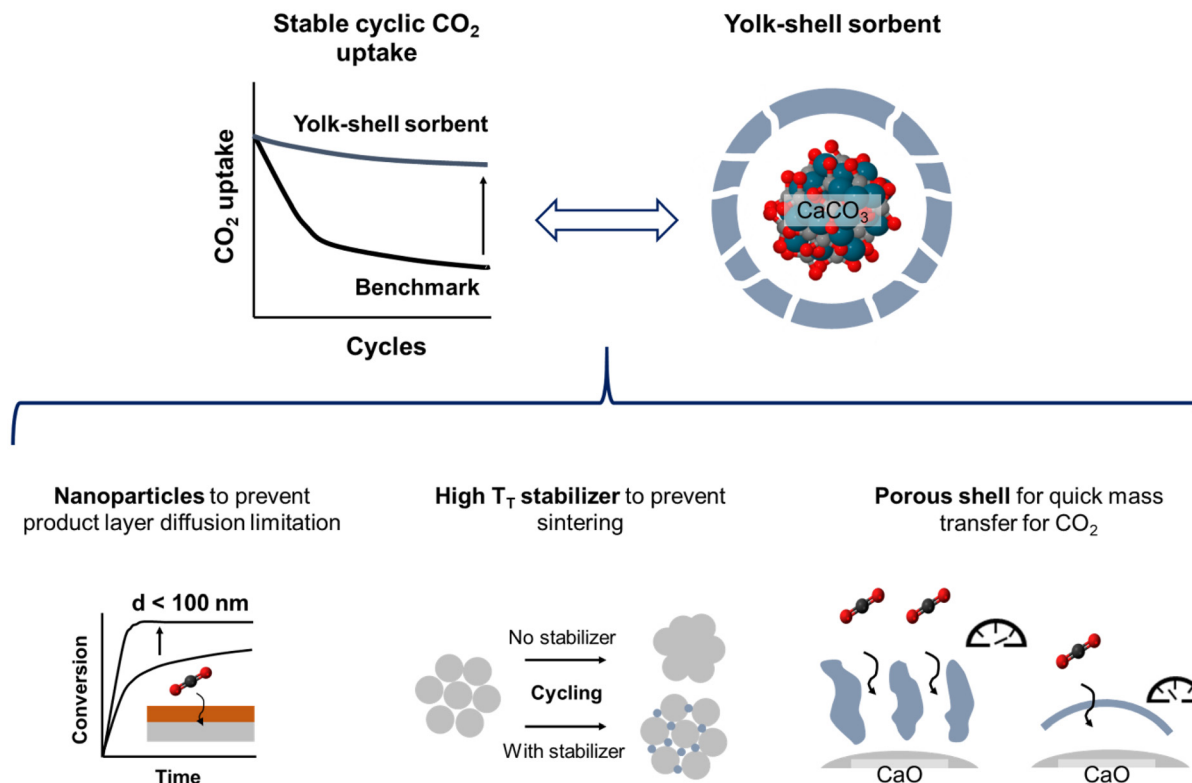 Stable cyclic CO₂
uptake
Yolk-shell sorbent
CO₂ uptake
Yolk-shell sorbent
Benchmark
Cycles
CaCO₃
Nanoparticles to prevent
product layer diffusion limitation
High T_T stabilizer to prevent
sintering
Porous shell for quick mass
transfer for CO₂
d < 100 nm
Conversion
Time
No stabilizer
Cycling
With stabilizer
CaO
CaO